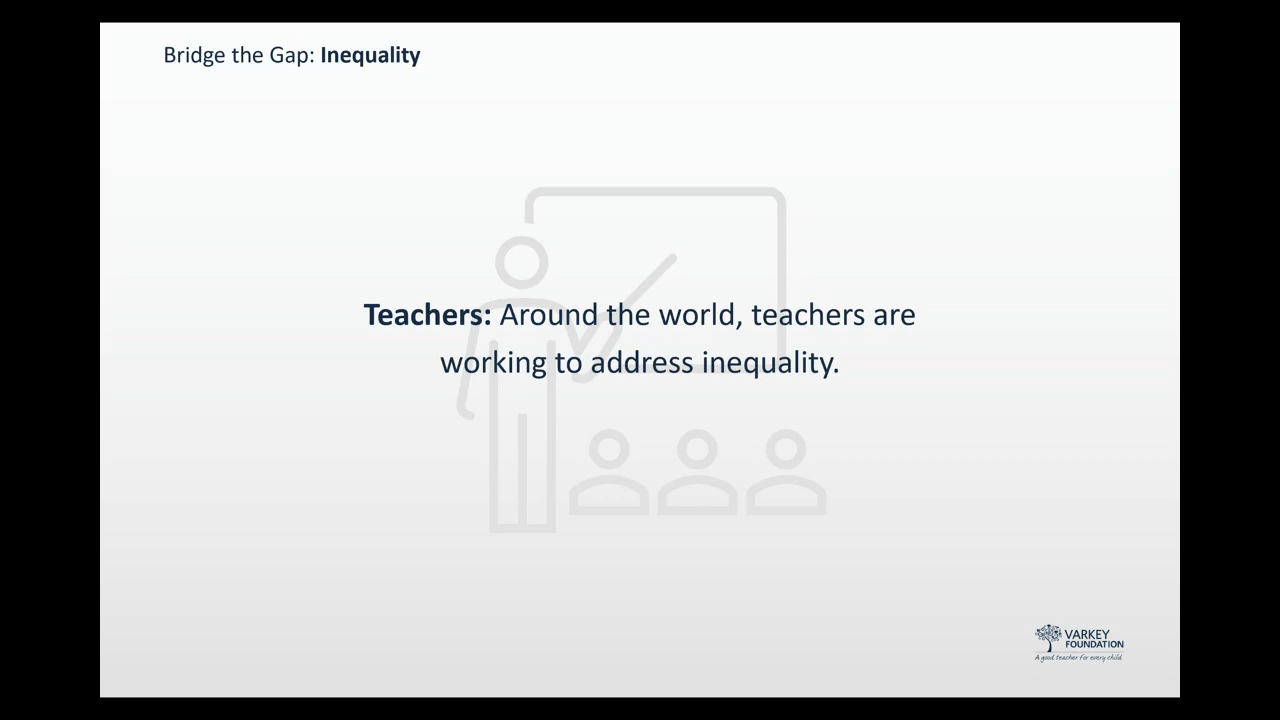 Bridge the Gap: Inequality
Teachers: Around the world, teachers are
working to address inequality.
VARKEY
FOUNDATION
A good teacher for every child